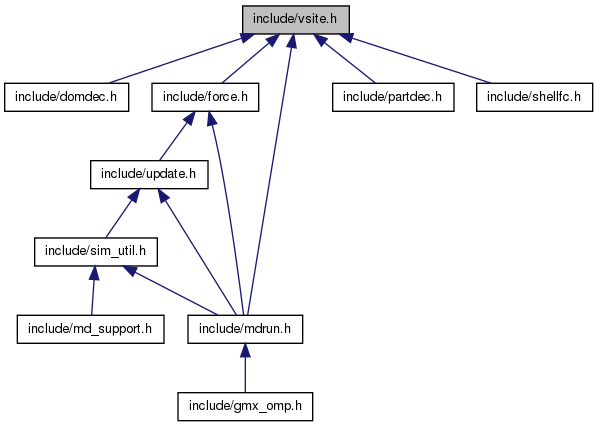 include/vsite.h
include/domdec.h
include/force.h
include/partdec.h
include/shellfc.h
include/update.h
include/sim_util.h
include/md_support.h
include/mdrun.h
include/gmx_omp.h